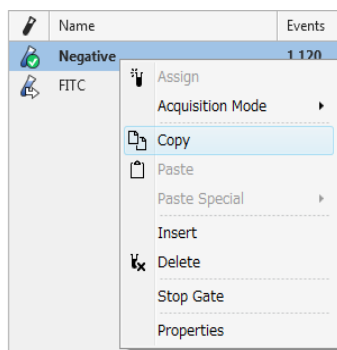 Name Events
Negative 1,120
Assign
FITC
Acquisition Mode
Copy
Paste
Paste Special
Insert
Delete
Stop Gate
Properties